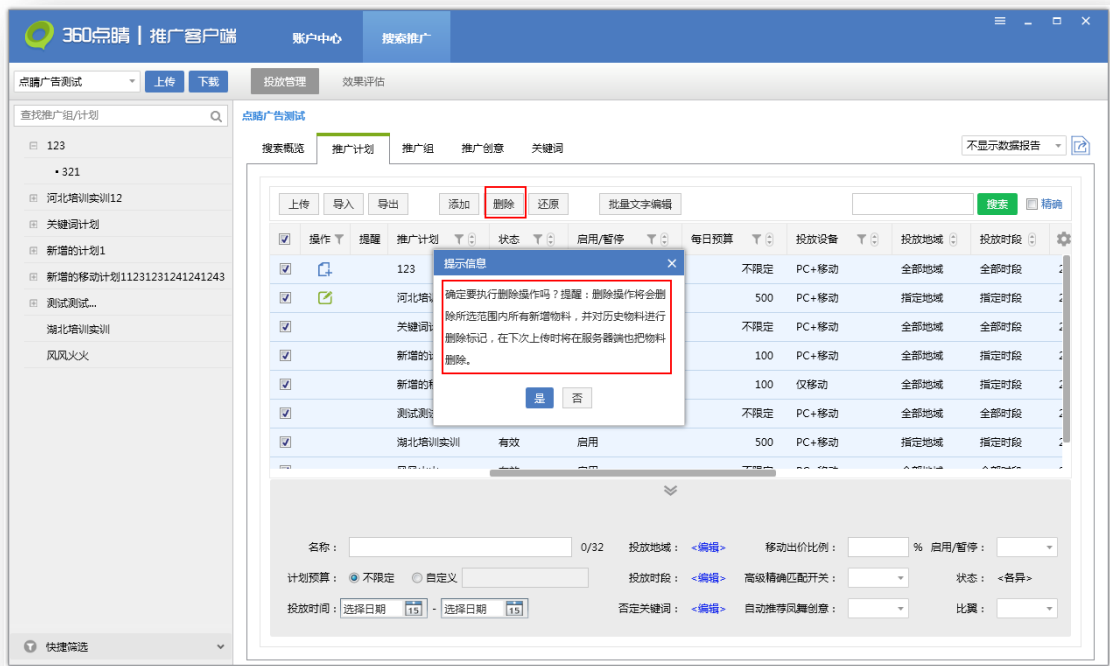 360点睛 | 推广客户端 账户中心 搜索推广
点睛广告测试 上传 下载 投放管理 效果评估
查找推广组/计划 点睛广告测试
123 搜索概览 推广计划 推广组 推广创意 关键词 不显示数据报告
• 321
河北培训实训12 上传 导入 导出 添加 删除 还原 批量文字编辑 搜索 精确
关键词计划
新增的计划1 操作 提醒 推广计划 状态 启用/暂停 每日预算 投放设备 投放地域 投放时段
新增的移动计划11231231241241243
测试测试...
湖北培训实训
风风火火
123 不限定 PC+移动 全部地域 全部时段
河北培 500 PC+移动 指定地域 指定时段
关键词 不限定 PC+移动 全部地域 全部时段
新增的 100 PC+移动 全部地域 指定时段
新增的 100 仅移动 全部地域 指定时段
测试测 不限定 PC+移动 全部地域 全部时段
湖北培训实训 有效 启用 500 PC+移动 指定地域 指定时段
提示信息
确定要执行删除操作吗？提醒：删除操作将会删
除所选范围内所有新增物料，并对历史物料进行
删除标记，在下次上传时将在服务器端也把物料
删除。
是 否
名称： 0/32 投放地域： <编辑> 移动出价比例： % 启用/暂停：
计划预算： 不限定 自定义 投放时段： <编辑> 高级精确匹配开关： 状态： <各异>
投放时间： 选择日期 15 - 选择日期 15 否定关键词： <编辑> 自动推荐凤舞创意： 比翼：
快捷筛选